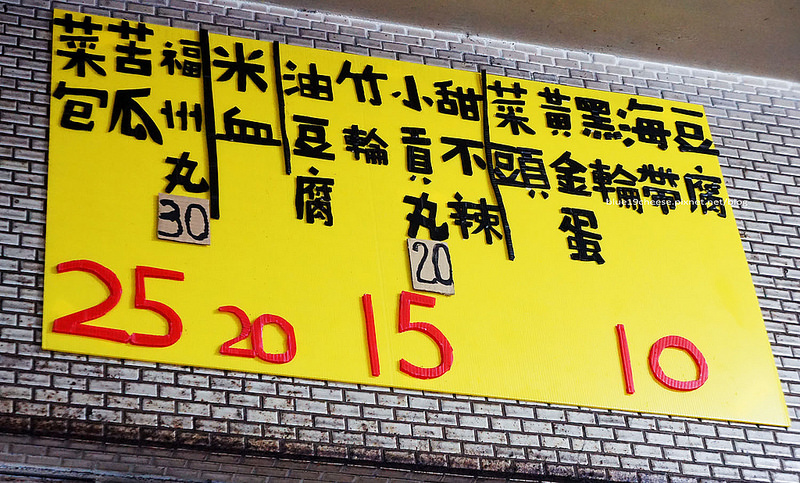 豆腐
海帶
黑輪
黃金蛋
菜頭
10
甜不辣
小貢丸
20
竹輪
油豆腐
15
米血
20
福州丸
30
苦瓜
菜包
25
blue19cheese.pixnet.net/blog